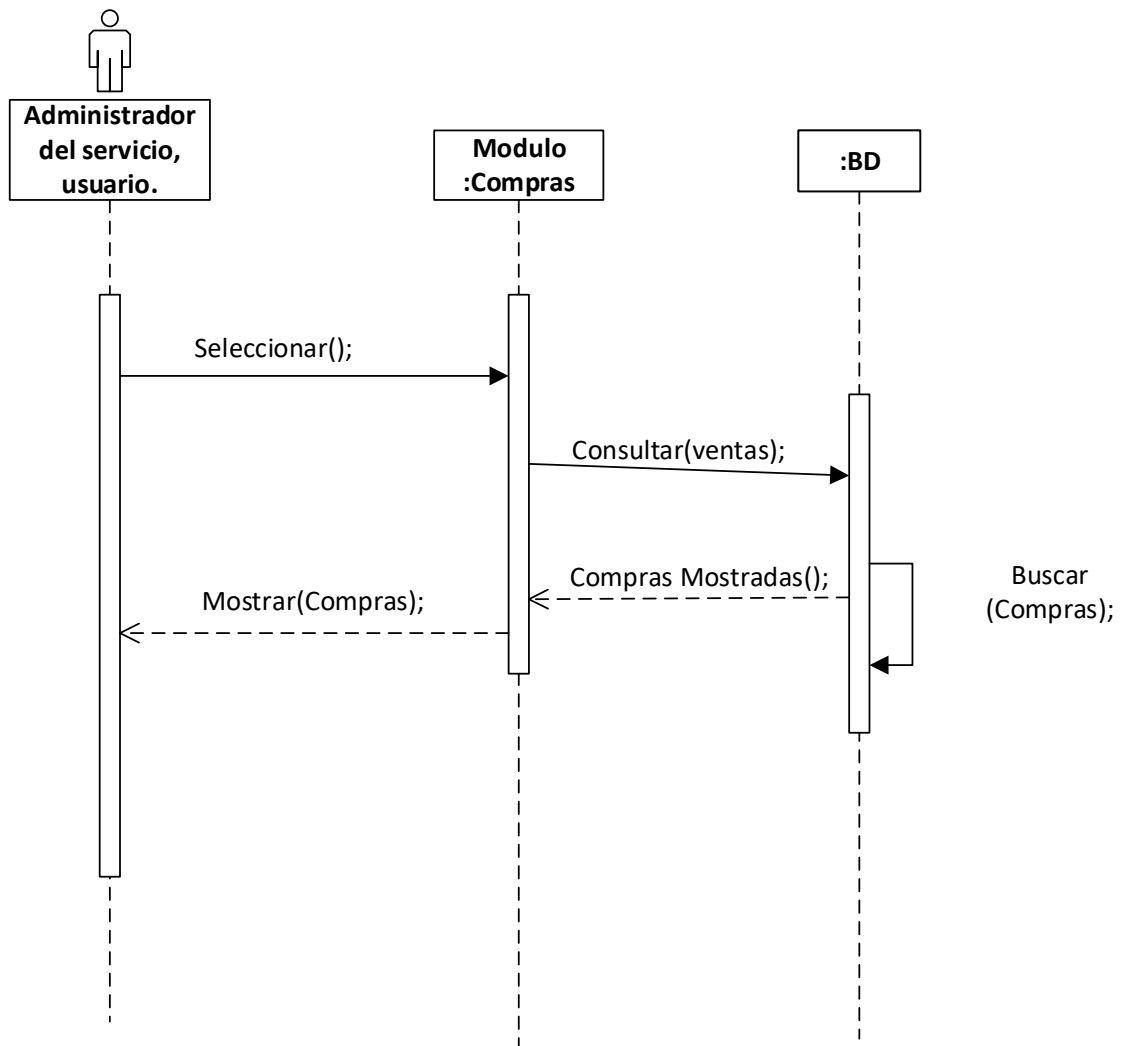 Administrador
del servicio,
usuario.
Modulo
:Compras
:BD
Seleccionar();
Consultar(ventas);
Compras Mostradas();
Buscar
(Compras);
Mostrar(Compras);